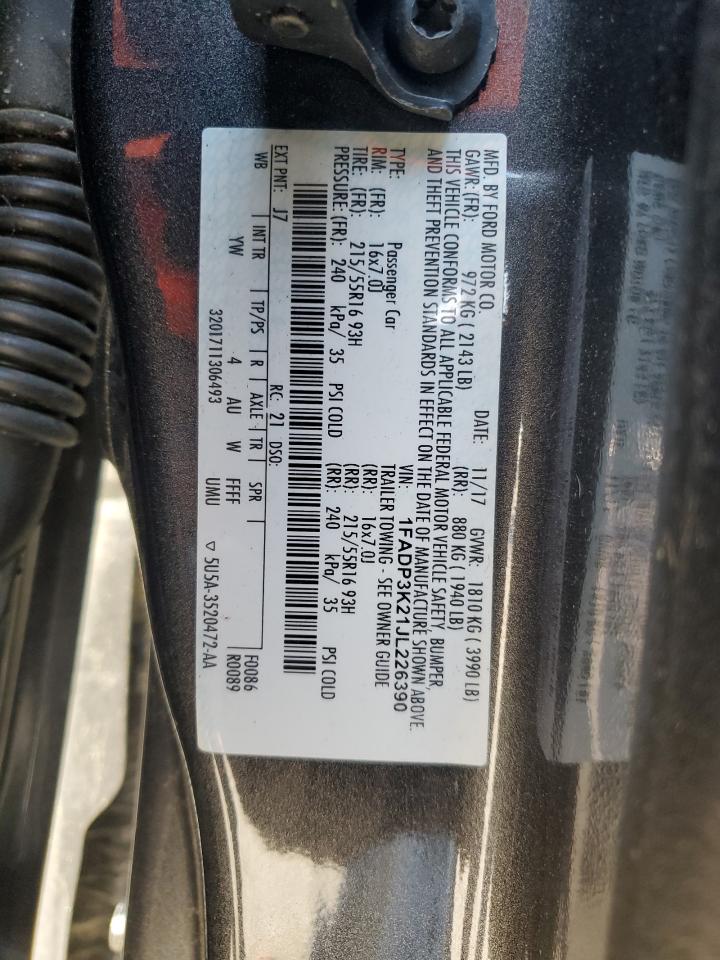 MFD. BY FORD MOTOR CO. DATE: 11/17 GVWR: 1810 KG ( 3990 LB)
GAWR: (FR): 972 KG ( 2143 LB) (RR): 880 KG ( 1940 LB)
THIS VEHICLE CONFORMS TO ALL APPLICABLE FEDERAL MOTOR VEHICLE SAFETY, BUMPER,
AND THEFT PREVENTION STANDARDS IN EFFECT ON THE DATE OF MANUFACTURE SHOWN ABOVE.
VIN: 1FADP3K21JL226390
TYPE: Passenger Car TRAILER TOWING - SEE OWNER GUIDE
RIM: (FR): 16x7.0J (RR): 16x7.0J
TIRE: (FR): 215/55R16 93H (RR): 215/55R16 93H
PRESSURE: (FR): 240 kPa/ 35 PSI COLD (RR): 240 kPa/ 35 PSI COLD
EXT PNT: J7 RC: 21 DSO: F0086
WB INT TR TP/PS R AXLE TR SPR R0089
YW 4 AU W FFFF
3201711306493 UMU ▽ 5U5A-3520472-AA